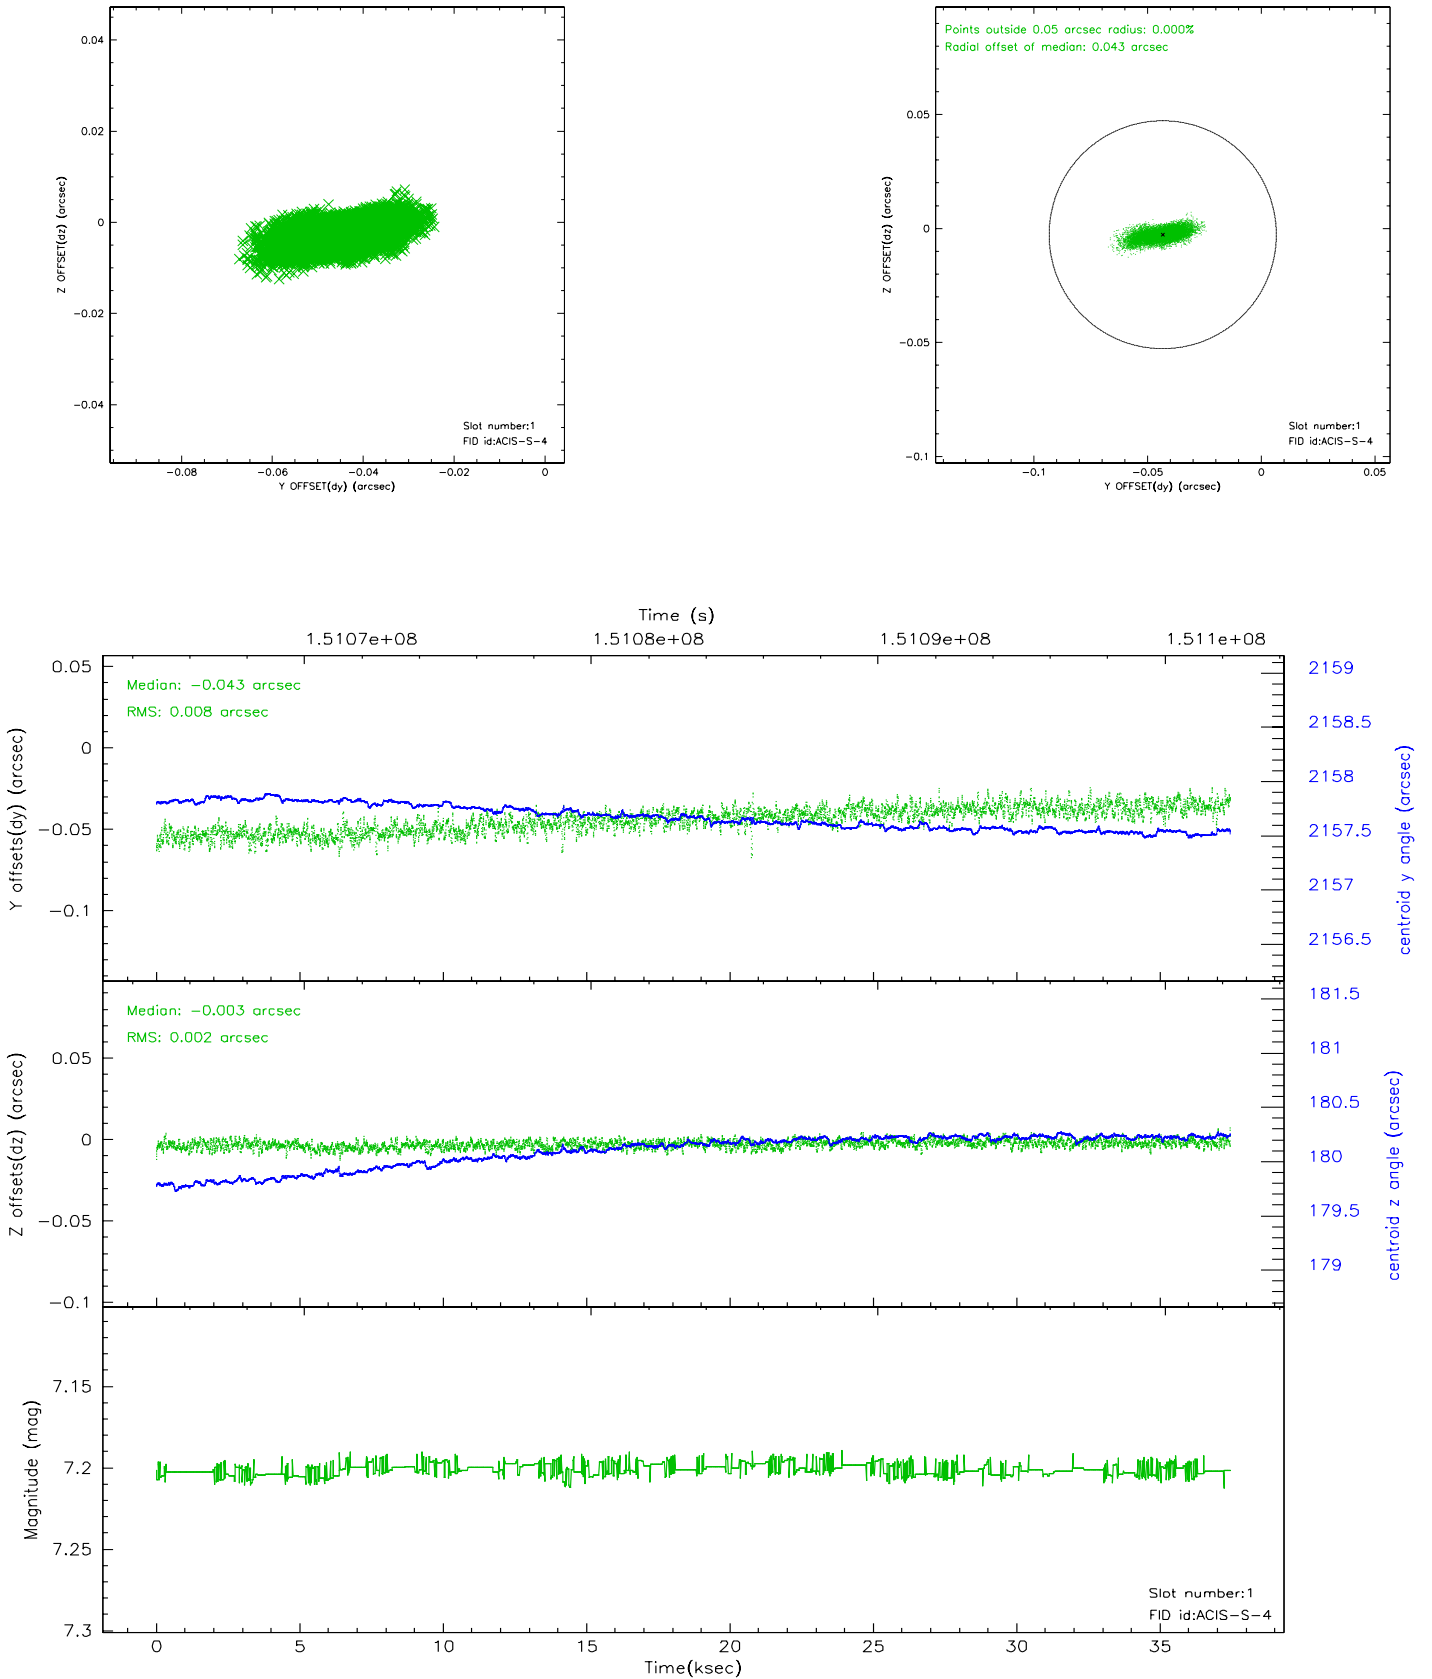 0.04
0.02
0
−0.02
−0.04
Z OFFSET(dz) (arcsec)
Slot number:1
FID id:ACIS−S−4
−0.08
−0.06
−0.04
−0.02
0
Y OFFSET(dy) (arcsec)
Points outside 0.05 arcsec radius: 0.000%
Radial offset of median: 0.043 arcsec
0.05
0
−0.05
−0.1
Z OFFSET(dz) (arcsec)
Slot number:1
FID id:ACIS−S−4
−0.1
−0.05
0
0.05
Y OFFSET(dy) (arcsec)
Time (s)
1.5107e+08
1.5108e+08
1.5109e+08
1.511e+08
0.05
0
−0.05
−0.1
Y offsets(dy) (arcsec)
Median: −0.043 arcsec
RMS: 0.008 arcsec
2159
2158.5
2158
2157.5
2157
2156.5
centroid y angle (arcsec)
0.05
0
−0.05
−0.1
Z offsets(dz) (arcsec)
Median: −0.003 arcsec
RMS: 0.002 arcsec
181.5
181
180.5
180
179.5
179
centroid z angle (arcsec)
7.15
7.2
7.25
7.3
Magnitude (mag)
Slot number:1
FID id:ACIS−S−4
0
5
10
15
20
25
30
35
Time(ksec)